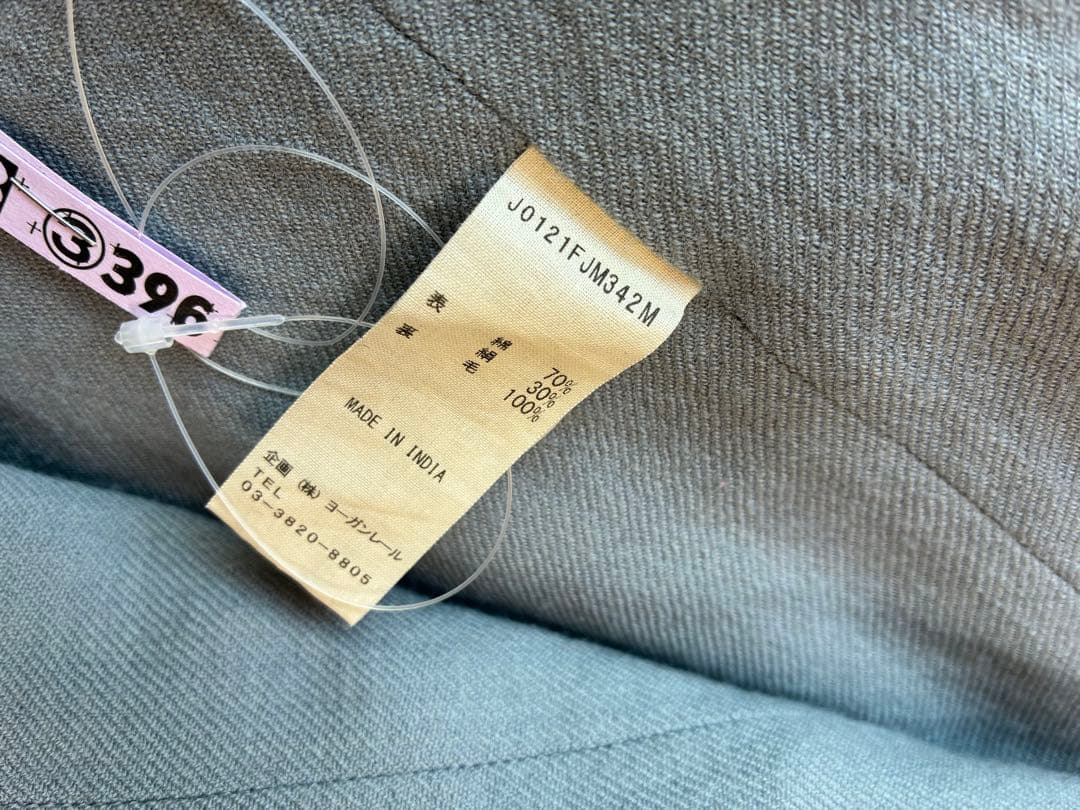 ③ 396
J0121FJM342M
表 綿 70%
絹 30%
裏 毛 100%
MADE IN INDIA
企画 ㈱ ヨーガンレール
TEL
03-3820-8805